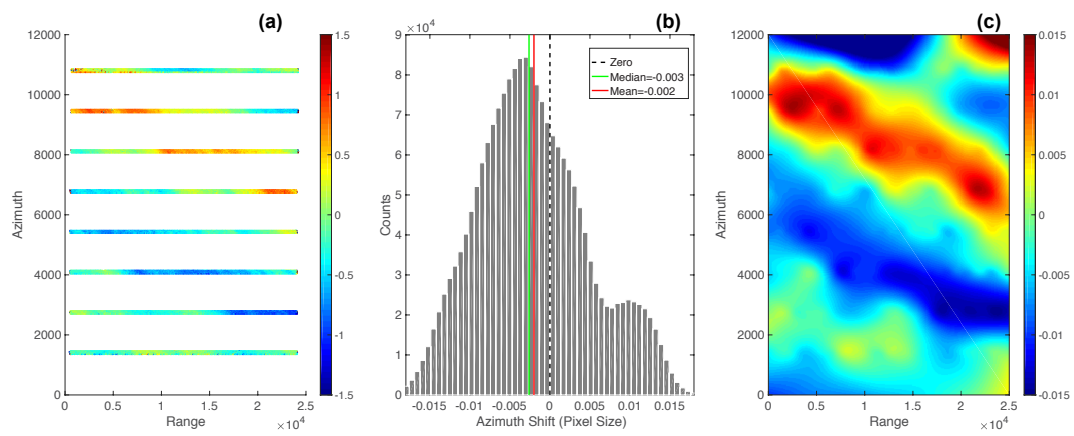 (a)
12000
10000
8000
6000
4000
2000
0
Azimuth
0 0.5 1.0 1.5 2.0 2.5
Range
×10⁴
1.5
1
0.5
0
-0.5
-1
-1.5
(b)
×10⁴
9
8
7
6
5
4
3
2
1
0
Counts
-0.015 -0.005 0 0.005 0.015
Azimuth Shift (Pixel Size)
Zero
Median=-0.003
Mean=-0.002
(c)
12000
10000
8000
6000
4000
2000
0
Azimuth
0 0.5 1.0 1.5 2.0 2.5
Range
×10⁴
0.015
0.01
0.005
0
-0.005
-0.01
-0.015